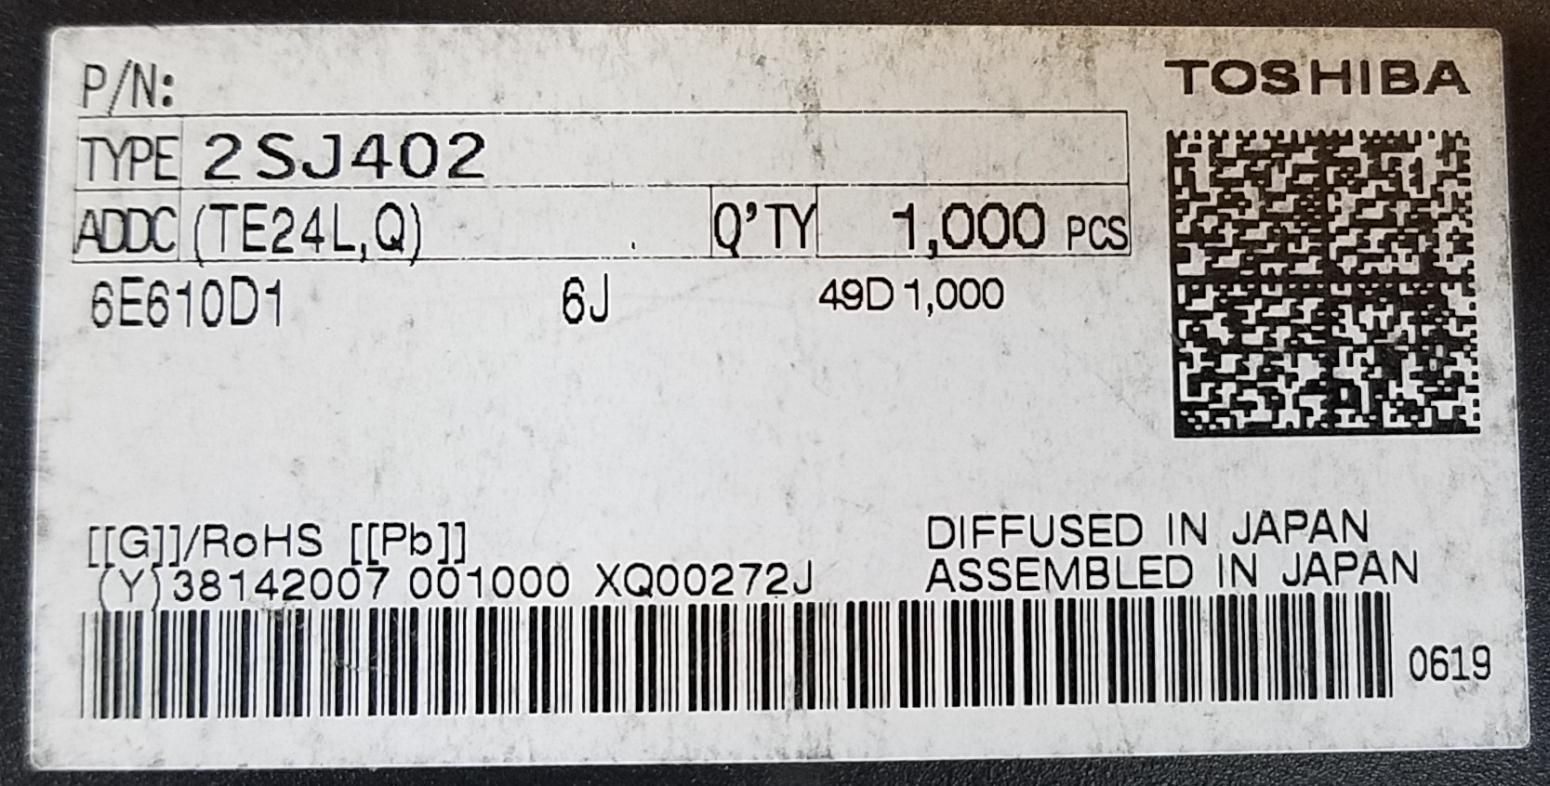 P/N:
TOSHIBA
TYPE 2SJ402
ADDC (TE24L,Q) Q'TY 1,000 PCS
6E610D1 6J 49D 1,000
[[G]]/RoHS [[Pb]]
(Y)38142007 001000 XQ00272J
DIFFUSED IN JAPAN
ASSEMBLED IN JAPAN
0619